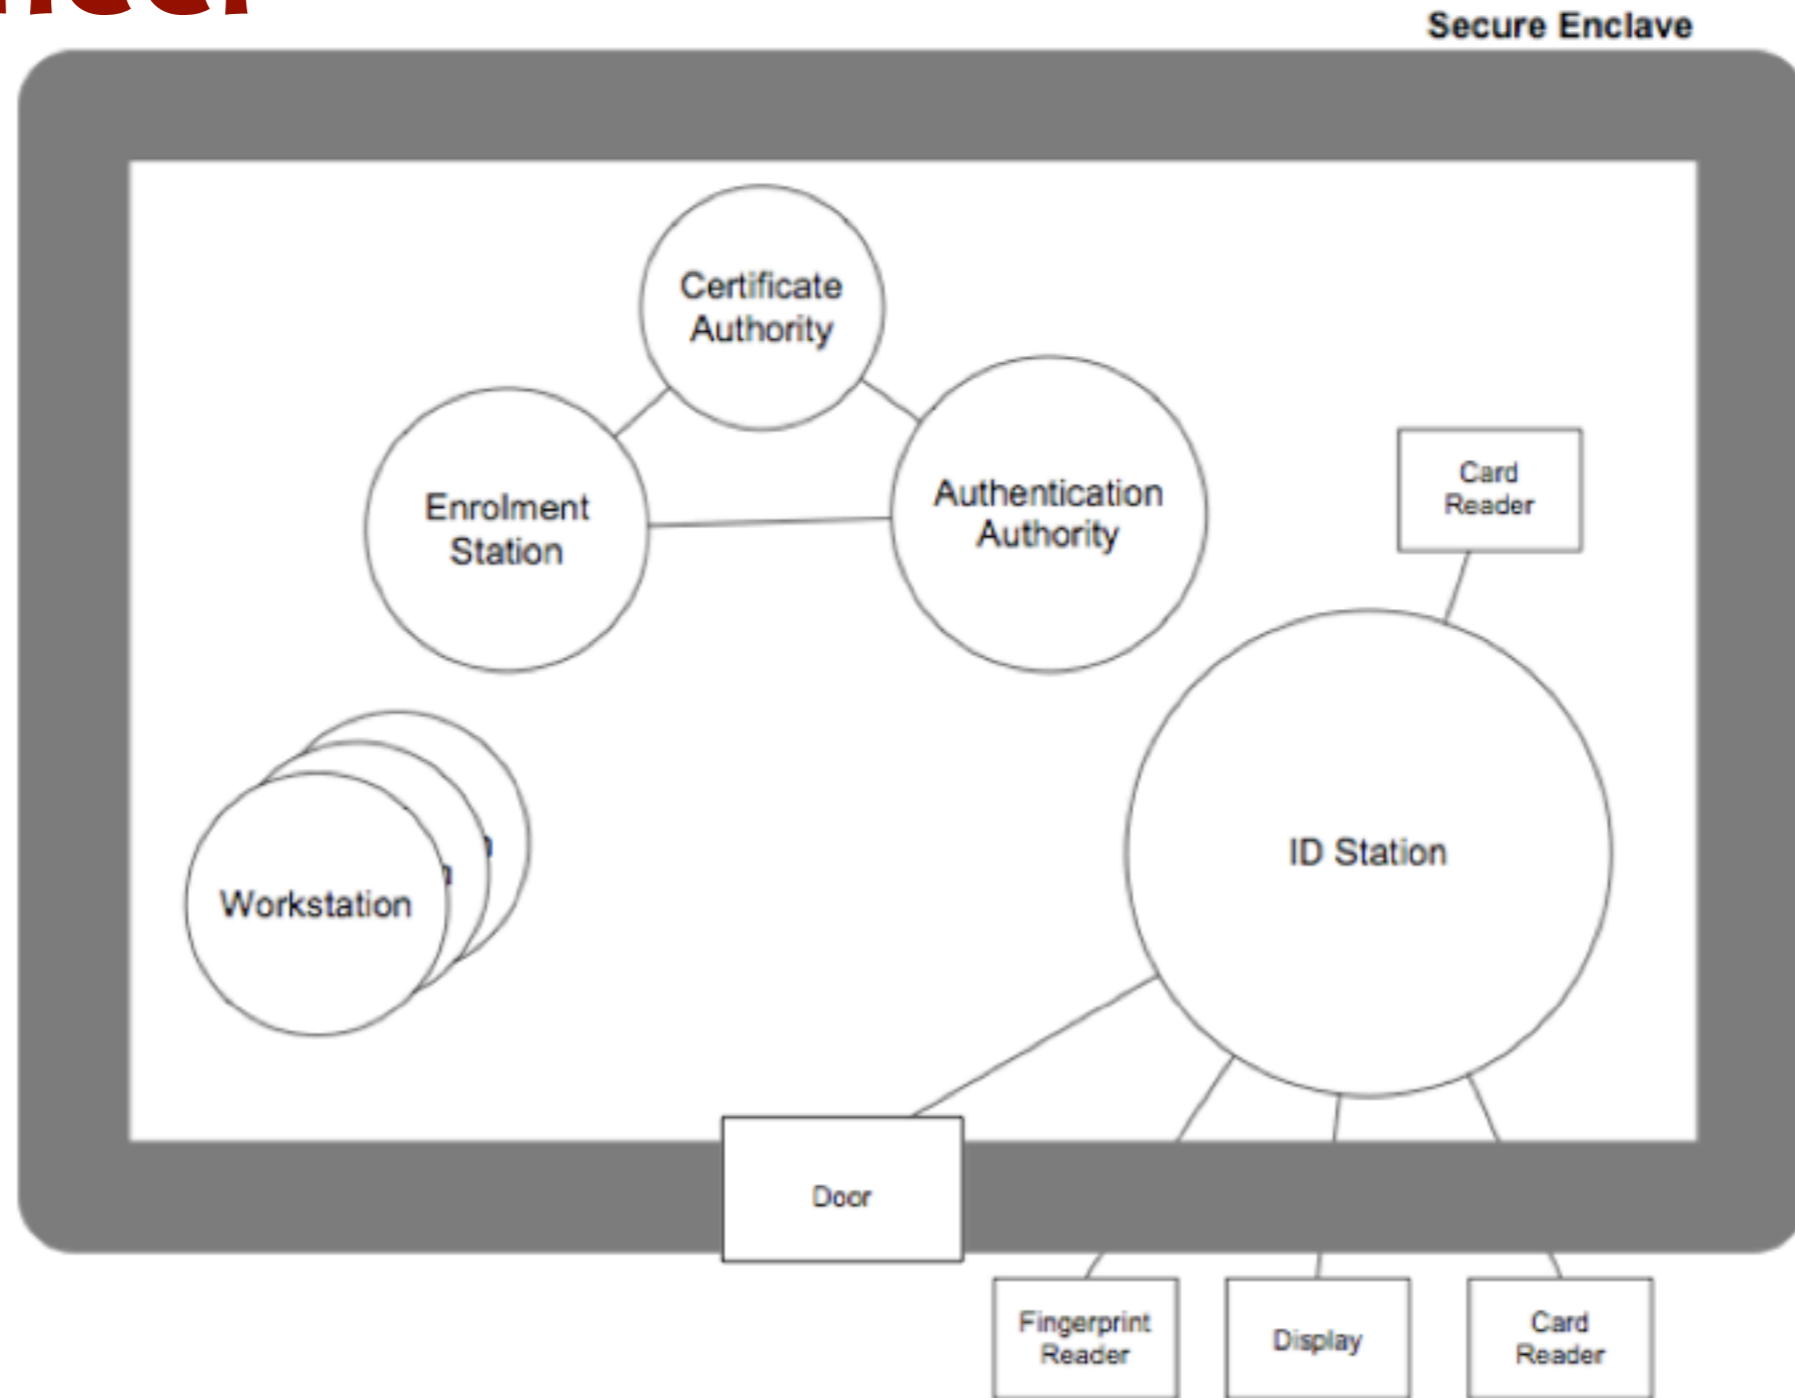 Secure Enclave
Certificate
Authority
Enrolment
Station
Authentication
Authority
Card
Reader
ID Station
Workstation
Door
Fingerprint
Reader
Display
Card
Reader